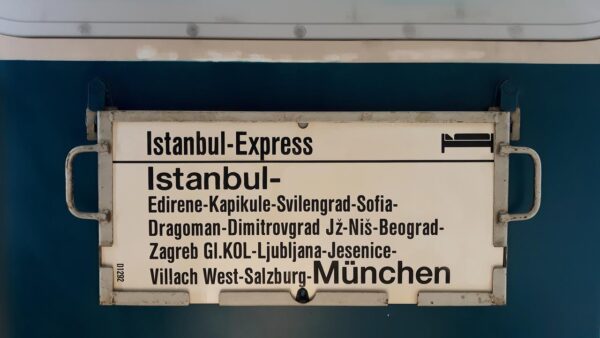 Istanbul-Express
Istanbul-
Edirene-Kapikule-Svilengrad-Sofia-
Dragoman-Dimitrovgrad Jž-Niš-Beograd-
Zagreb Gl.KOL-Ljubljana-Jesenice-
Villach West-Salzburg-München
D1292